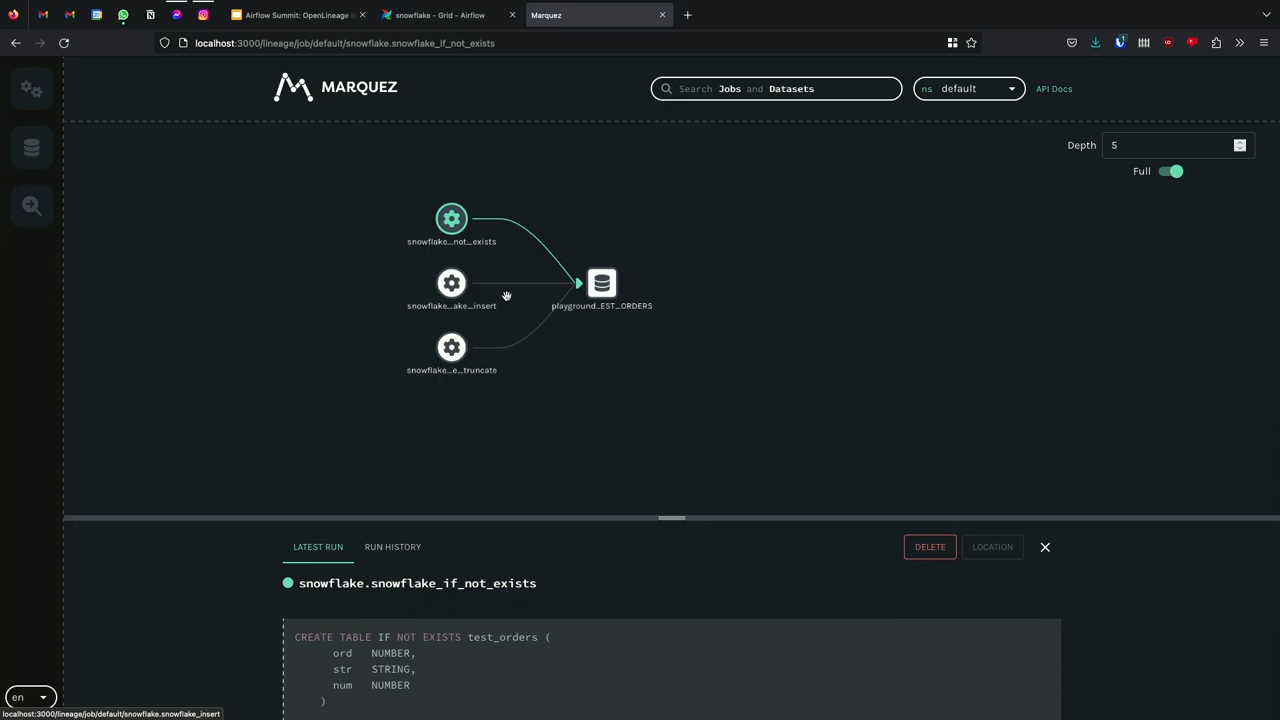 Airflow Summit: OpenLineage
snowflake - Grid - Airflow
Marquez
localhost:3000/lineage/job/default/snowflake.snowflake_if_not_exists
MARQUEZ
Search Jobs and Datasets
ns default
API Docs
Depth 5
Full
snowflake...not_exists
snowflake...ake_insert
playground...EST_ORDERS
snowflake...e_truncate
LATEST RUN
RUN HISTORY
DELETE
LOCATION
snowflake.snowflake_if_not_exists
CREATE TABLE IF NOT EXISTS test_orders (
ord NUMBER,
str STRING,
num NUMBER
)
en
localhost:3000/lineage/job/default/snowflake.snowflake_insert